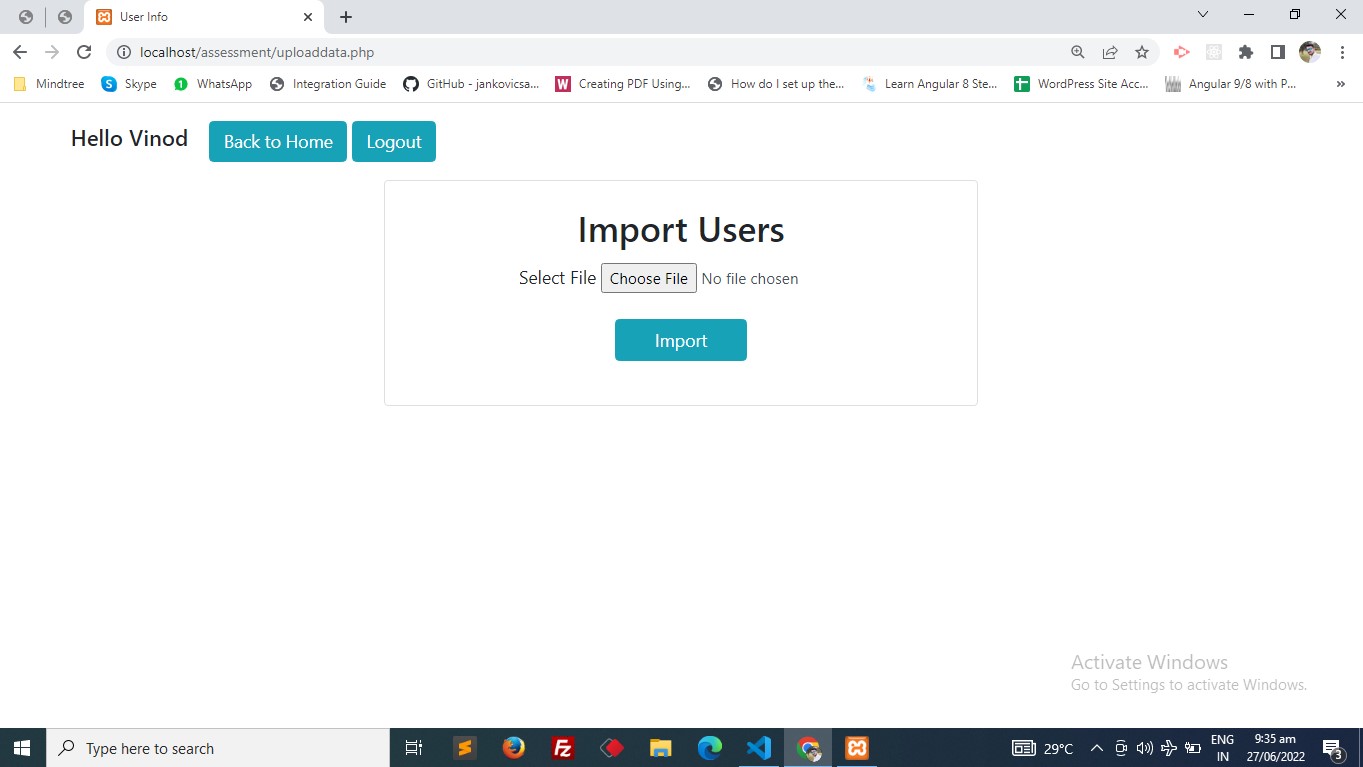 User Info
localhost/assessment/uploaddata.php
Mindtree Skype WhatsApp Integration Guide GitHub - jankovicsa... Creating PDF Using... How do I set up the... Learn Angular 8 Ste... WordPress Site Acc... Angular 9/8 with P... »
Hello Vinod Back to Home Logout
Import Users
Select File Choose File No file chosen
Import
Activate Windows
Go to Settings to activate Windows.
Type here to search
29°C
ENG
IN
9:35 am
27/06/2022
3